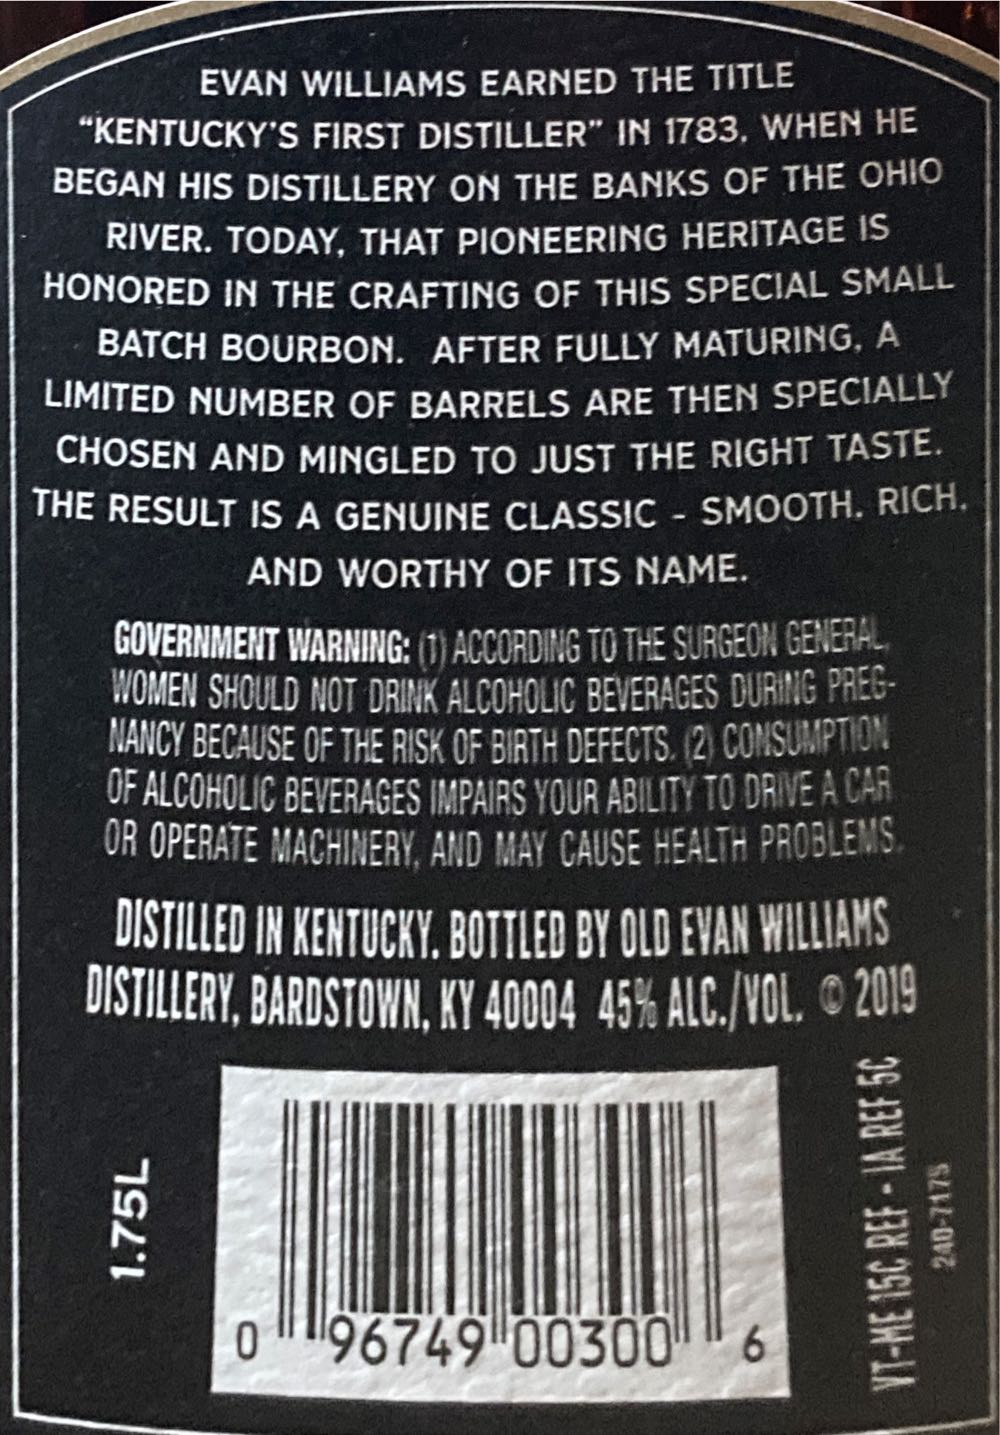 EVAN WILLIAMS EARNED THE TITLE
“KENTUCKY'S FIRST DISTILLER” IN 1783, WHEN HE
BEGAN HIS DISTILLERY ON THE BANKS OF THE OHIO
RIVER. TODAY, THAT PIONEERING HERITAGE IS
HONORED IN THE CRAFTING OF THIS SPECIAL SMALL
BATCH BOURBON. AFTER FULLY MATURING, A
LIMITED NUMBER OF BARRELS ARE THEN SPECIALLY
CHOSEN AND MINGLED TO JUST THE RIGHT TASTE.
THE RESULT IS A GENUINE CLASSIC - SMOOTH, RICH,
AND WORTHY OF ITS NAME.
GOVERNMENT WARNING: (1) ACCORDING TO THE SURGEON GENERAL,
WOMEN SHOULD NOT DRINK ALCOHOLIC BEVERAGES DURING PREG-
NANCY BECAUSE OF THE RISK OF BIRTH DEFECTS. (2) CONSUMPTION
OF ALCOHOLIC BEVERAGES IMPAIRS YOUR ABILITY TO DRIVE A CAR
OR OPERATE MACHINERY, AND MAY CAUSE HEALTH PROBLEMS.
DISTILLED IN KENTUCKY. BOTTLED BY OLD EVAN WILLIAMS
DISTILLERY, BARDSTOWN, KY 40004 45% ALC./VOL. © 2019
1.75L
0 96749 00300 6
VT-ME 15C REF - IA REF 5C
240-7175